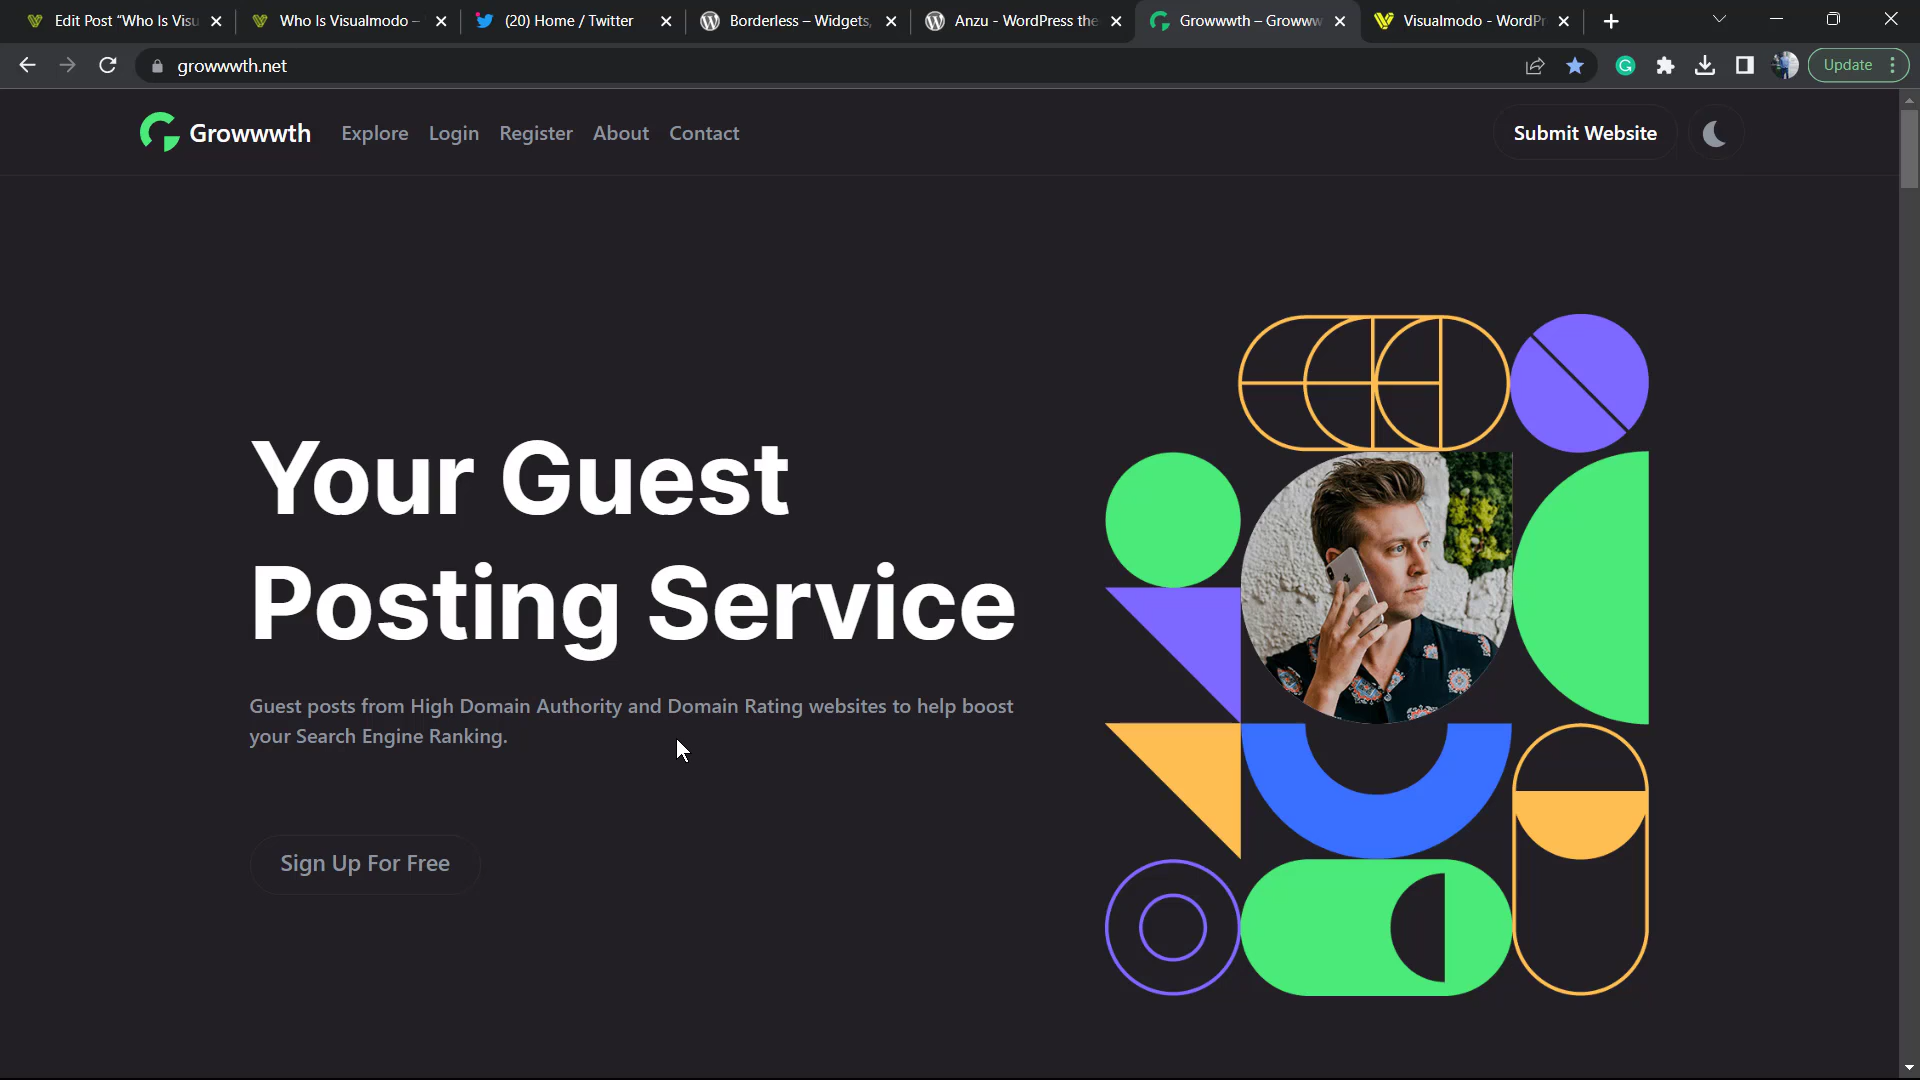 Edit Post “Who Is Visu
Who Is Visualmodo –
(20) Home / Twitter
Borderless – Widgets,
Anzu - WordPress the
Growwwth – Growww
Visualmodo - WordPr
growwwth.net
Update
Growwwth
Explore
Login
Register
About
Contact
Submit Website
Your Guest
Posting Service
Guest posts from High Domain Authority and Domain Rating websites to help boost
your Search Engine Ranking.
Sign Up For Free